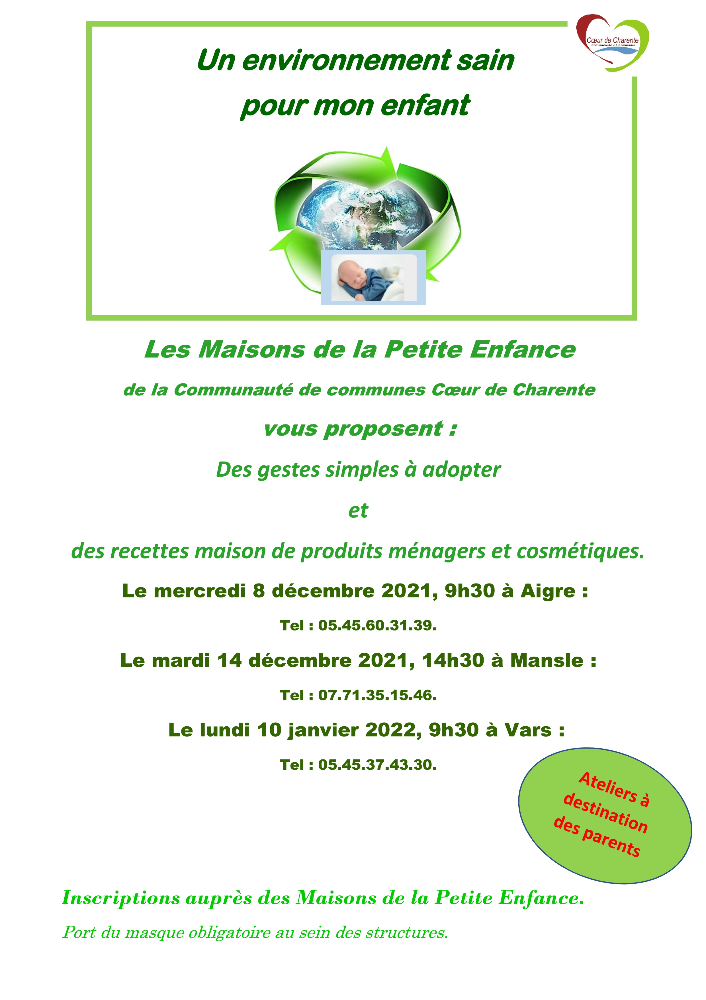 Cœur de Charente
Communauté de Communes
Un environnement sain
pour mon enfant
Les Maisons de la Petite Enfance
de la Communauté de communes Cœur de Charente
vous proposent :
Des gestes simples à adopter
et
des recettes maison de produits ménagers et cosmétiques.
Le mercredi 8 décembre 2021, 9h30 à Aigre :
Tel : 05.45.60.31.39.
Le mardi 14 décembre 2021, 14h30 à Mansle :
Tel : 07.71.35.15.46.
Le lundi 10 janvier 2022, 9h30 à Vars :
Tel : 05.45.37.43.30.
Ateliers à
destination
des parents
Inscriptions auprès des Maisons de la Petite Enfance.
Port du masque obligatoire au sein des structures.